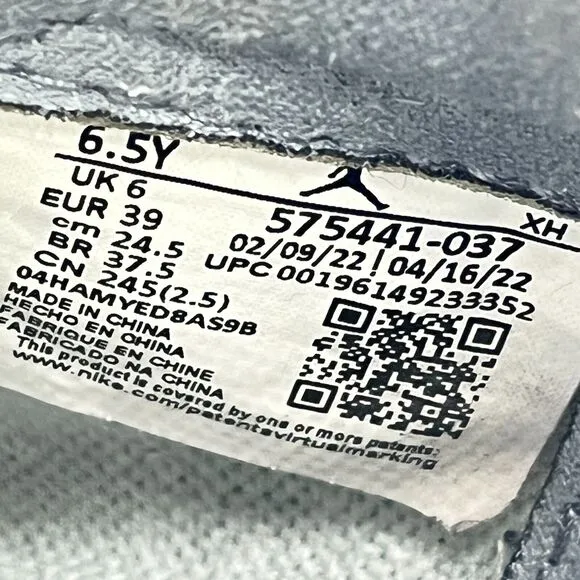 6.5Y
UK 6
EUR 39
cm 24.5
BR 37.5
CN 245(2.5)
XH
575441-037
02/09/22 | 04/16/22
UPC 00196149233352
04HAMYED8AS9B
MADE IN CHINA
HECHO EN CHINA
FABRIQUE EN CHINE
FABRICADO NA CHINA
This product is covered by one or more patents:
www.nike.com/patentsvirtualmarking